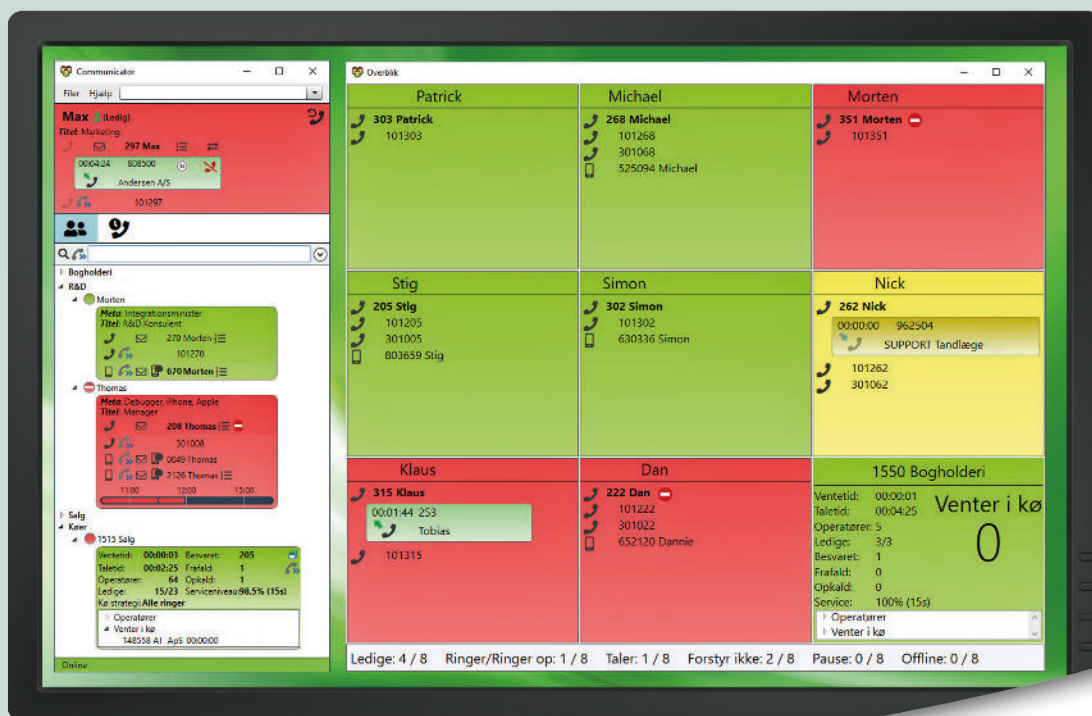 Communicator
Filer Hjælp
Max (Ledig)
Titel: Marketing
297 Max
00:04:24 808500
Andersen A/S
101297
Bogholderi
R&D
Morten
Meta: Integrationsminister
Titel: R&D Konsulent
270 Morten
101270
670 Morten
Thomas
Meta: Debugger, iPhone, Apple
Titel: Manager
208 Thomas
301008
0049 Thomas
2126 Thomas
11:00 12:00 13:00
Salg
Køer
1515 Salg
Ventetid: 00:00:03 Besvaret: 205
Taletid: 00:02:25 Frafald: 1
Operatører: 64 Opkald: 1
Ledige: 15/23 Serviceniveau: 98.5% (15s)
Kø strategi: Alle ringer
Operatører
Venter i kø
148558 A1 ApS 00:00:00
Online
Overblik
Patrick
303 Patrick
101303
Michael
268 Michael
101268
301068
525094 Michael
Morten
351 Morten
101351
Stig
205 Stig
101205
301005
803659 Stig
Simon
302 Simon
101302
630336 Simon
Nick
262 Nick
00:00:00 962504
SUPPORT Tandlæge
101262
301062
Klaus
315 Klaus
00:01:44 253
Tobias
101315
Dan
222 Dan
101222
301022
652120 Dannie
1550 Bogholderi
Ventetid: 00:00:01
Taletid: 00:04:25
Operatører: 5
Ledige: 3/3
Besvaret: 1
Frafald: 0
Opkald: 0
Service: 100% (15s)
Venter i kø
0
Operatører
Venter i kø
Ledige: 4 / 8 Ringer/Ringer op: 1 / 8 Taler: 1 / 8 Forstyr ikke: 2 / 8 Pause: 0 / 8 Offline: 0 / 8